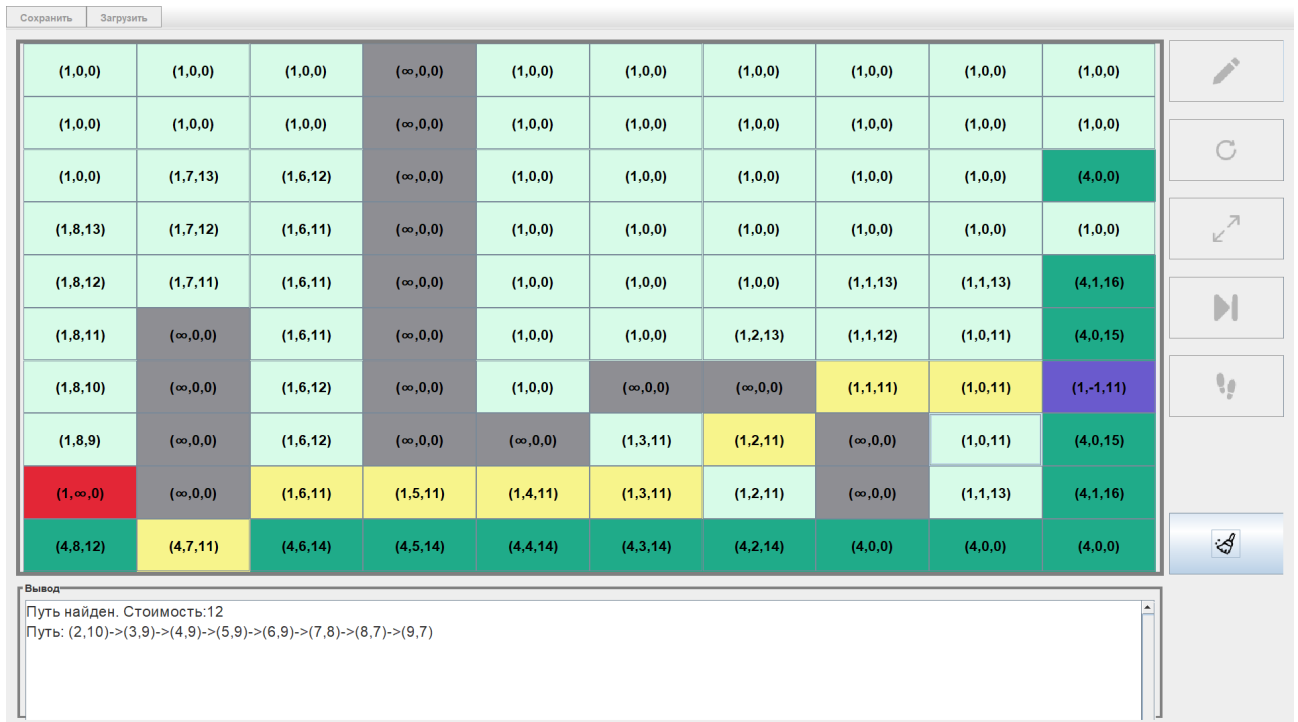 Сохранить Загрузить
(1,0,0) (1,0,0) (1,0,0) (∞,0,0) (1,0,0) (1,0,0) (1,0,0) (1,0,0) (1,0,0) (1,0,0)
(1,0,0) (1,0,0) (1,0,0) (∞,0,0) (1,0,0) (1,0,0) (1,0,0) (1,0,0) (1,0,0) (1,0,0)
(1,0,0) (1,7,13) (1,6,12) (∞,0,0) (1,0,0) (1,0,0) (1,0,0) (1,0,0) (1,0,0) (4,0,0)
(1,8,13) (1,7,12) (1,6,11) (∞,0,0) (1,0,0) (1,0,0) (1,0,0) (1,0,0) (1,0,0) (1,0,0)
(1,8,12) (1,7,11) (1,6,11) (∞,0,0) (1,0,0) (1,0,0) (1,0,0) (1,1,13) (1,1,13) (4,1,16)
(1,8,11) (∞,0,0) (1,6,11) (∞,0,0) (1,0,0) (1,0,0) (1,2,13) (1,1,12) (1,0,11) (4,0,15)
(1,8,10) (∞,0,0) (1,6,12) (∞,0,0) (1,0,0) (∞,0,0) (∞,0,0) (1,1,11) (1,0,11) (1,-1,11)
(1,8,9) (∞,0,0) (1,6,12) (∞,0,0) (∞,0,0) (1,3,11) (1,2,11) (∞,0,0) (1,0,11) (4,0,15)
(1,∞,0) (∞,0,0) (1,6,11) (1,5,11) (1,4,11) (1,3,11) (1,2,11) (∞,0,0) (1,1,13) (4,1,16)
(4,8,12) (4,7,11) (4,6,14) (4,5,14) (4,4,14) (4,3,14) (4,2,14) (4,0,0) (4,0,0) (4,0,0)
Вывод
Путь найден. Стоимость:12
Путь: (2,10)->(3,9)->(4,9)->(5,9)->(6,9)->(7,8)->(8,7)->(9,7)